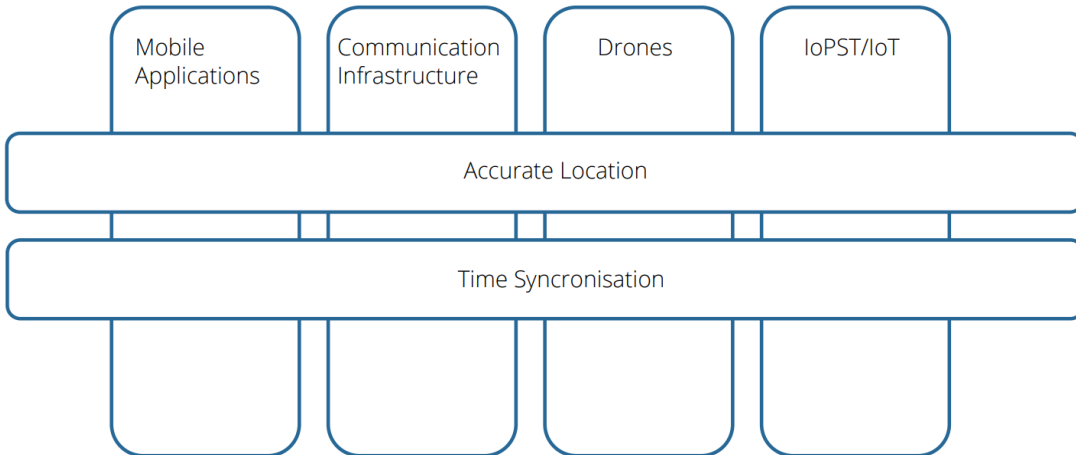 Mobile
Applications
Communication
Infrastructure
Drones
IoPST/IoT
Accurate Location
Time Syncronisation